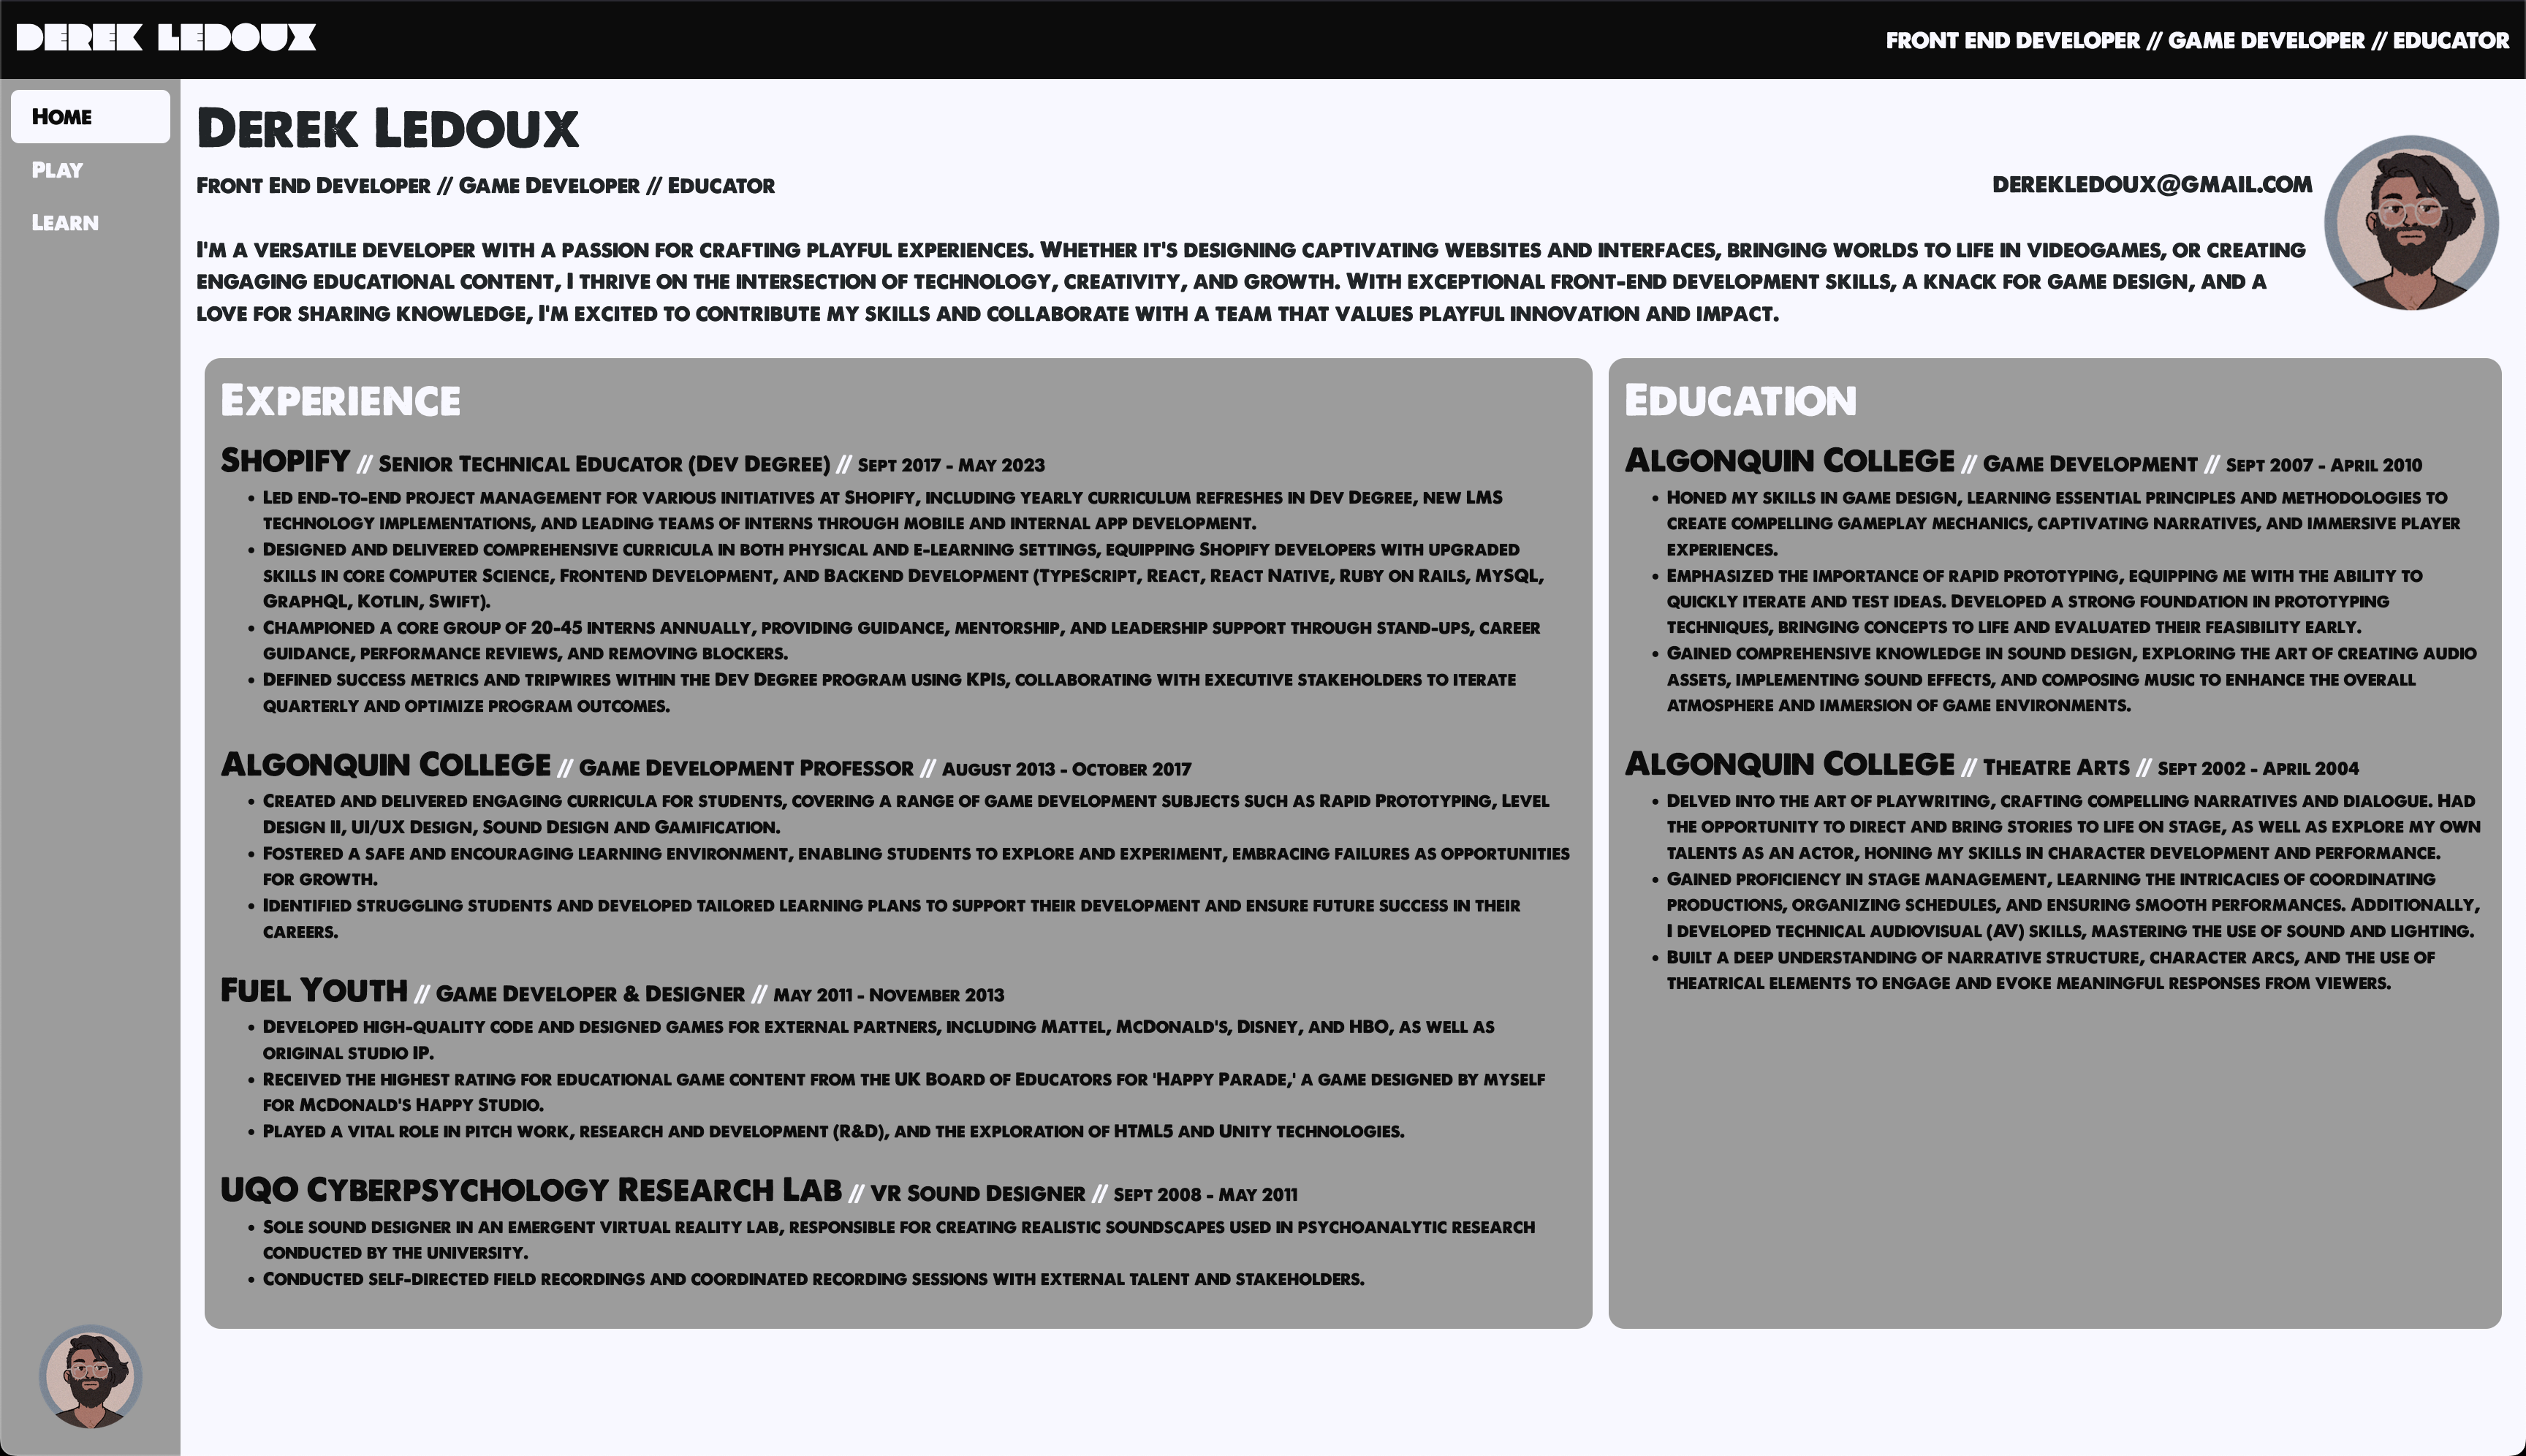 DEREK LEDOUX
FRONT END DEVELOPER // GAME DEVELOPER // EDUCATOR
Home
Play
Learn
Derek Ledoux
Front End Developer // Game Developer // Educator
derekledoux@gmail.com
I'm a versatile developer with a passion for crafting playful experiences. Whether it's designing captivating websites and interfaces, bringing worlds to life in videogames, or creating
engaging educational content, I thrive on the intersection of technology, creativity, and growth. With exceptional front-end development skills, a knack for game design, and a
love for sharing knowledge, I'm excited to contribute my skills and collaborate with a team that values playful innovation and impact.
Experience
Shopify // Senior Technical Educator (Dev Degree) // Sept 2017 - May 2023
• Led end-to-end project management for various initiatives at Shopify, including yearly curriculum refreshes in Dev Degree, new LMS
technology implementations, and leading teams of interns through mobile and internal app development.
• Designed and delivered comprehensive curricula in both physical and e-learning settings, equipping Shopify developers with upgraded
skills in core Computer Science, Frontend Development, and Backend Development (TypeScript, React, React Native, Ruby on Rails, MySQL,
GraphQL, Kotlin, Swift).
• Championed a core group of 20-45 interns annually, providing guidance, mentorship, and leadership support through stand-ups, career
guidance, performance reviews, and removing blockers.
• Defined success metrics and tripwires within the Dev Degree program using KPIs, collaborating with executive stakeholders to iterate
quarterly and optimize program outcomes.
Algonquin College // Game Development Professor // August 2013 - October 2017
• Created and delivered engaging curricula for students, covering a range of game development subjects such as Rapid Prototyping, Level
Design II, UI/UX Design, Sound Design and Gamification.
• Fostered a safe and encouraging learning environment, enabling students to explore and experiment, embracing failures as opportunities
for growth.
• Identified struggling students and developed tailored learning plans to support their development and ensure future success in their
careers.
Fuel Youth // Game Developer & Designer // May 2011 - November 2013
• Developed high-quality code and designed games for external partners, including Mattel, McDonald's, Disney, and HBO, as well as
original studio IP.
• Received the highest rating for educational game content from the UK Board of Educators for 'Happy Parade,' a game designed by myself
for McDonald's Happy Studio.
• Played a vital role in pitch work, research and development (R&D), and the exploration of HTML5 and Unity technologies.
UQO Cyberpsychology Research Lab // VR Sound Designer // Sept 2008 - May 2011
• Sole sound designer in an emergent virtual reality lab, responsible for creating realistic soundscapes used in psychoanalytic research
conducted by the university.
• Conducted self-directed field recordings and coordinated recording sessions with external talent and stakeholders.
Education
Algonquin College // Game Development // Sept 2007 - April 2010
• Honed my skills in game design, learning essential principles and methodologies to
create compelling gameplay mechanics, captivating narratives, and immersive player
experiences.
• Emphasized the importance of rapid prototyping, equipping me with the ability to
quickly iterate and test ideas. Developed a strong foundation in prototyping
techniques, bringing concepts to life and evaluated their feasibility early.
• Gained comprehensive knowledge in sound design, exploring the art of creating audio
assets, implementing sound effects, and composing music to enhance the overall
atmosphere and immersion of game environments.
Algonquin College // Theatre Arts // Sept 2002 - April 2004
• Delved into the art of playwriting, crafting compelling narratives and dialogue. Had
the opportunity to direct and bring stories to life on stage, as well as explore my own
talents as an actor, honing my skills in character development and performance.
• Gained proficiency in stage management, learning the intricacies of coordinating
productions, organizing schedules, and ensuring smooth performances. Additionally,
I developed technical audiovisual (AV) skills, mastering the use of sound and lighting.
• Built a deep understanding of narrative structure, character arcs, and the use of
theatrical elements to engage and evoke meaningful responses from viewers.